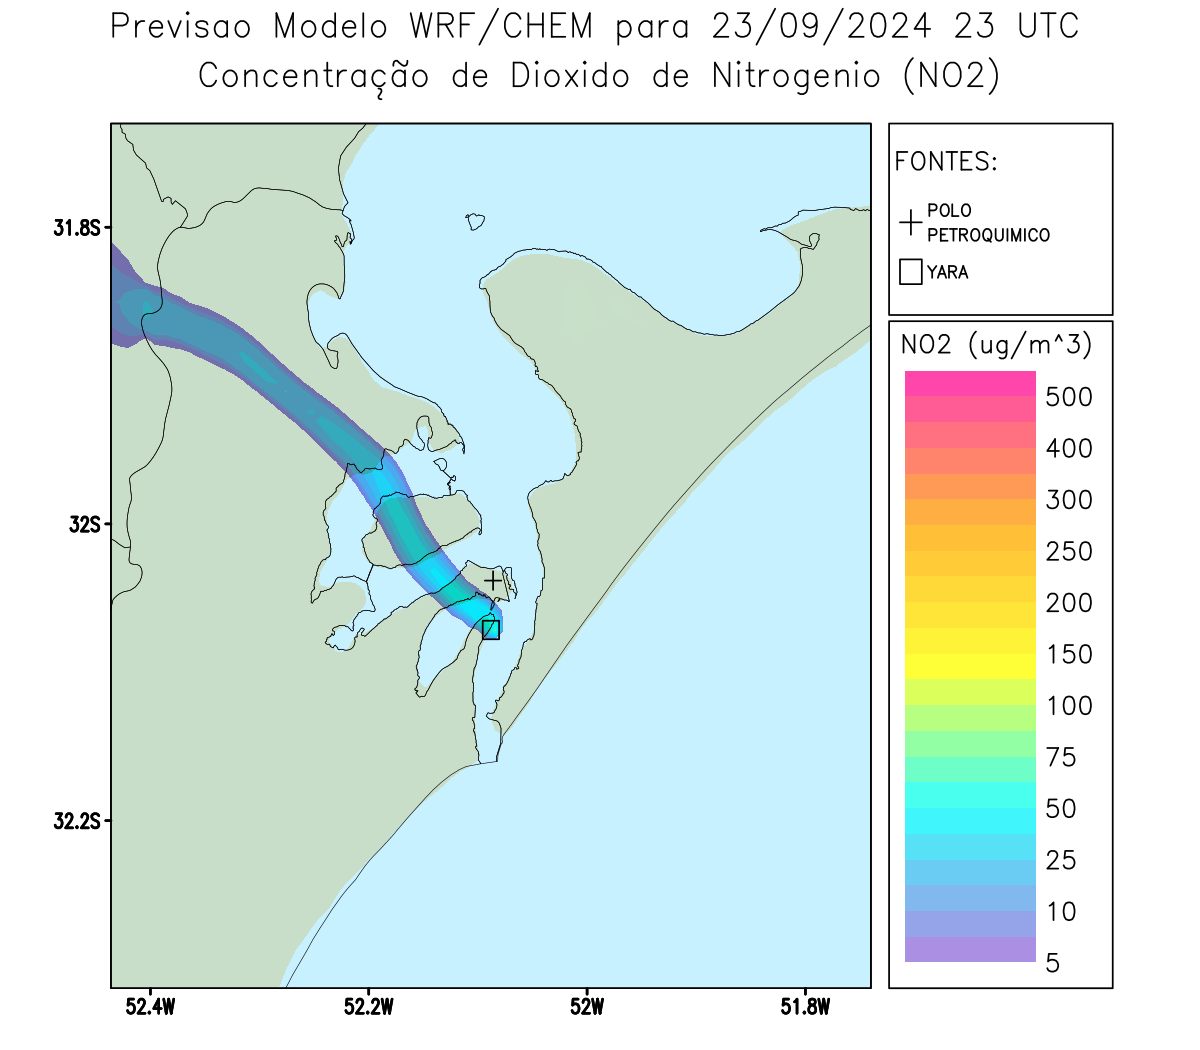 Previsao Modelo WRF/CHEM para 23/09/2024 23 UTC
Concentração de Dioxido de Nitrogenio (NO2)
FONTES:
POLO
PETROQUIMICO
YARA
31.8S
32S
32.2S
52.4W
52.2W
52W
51.8W
NO2 (ug/m^3)
500
400
300
250
200
150
100
75
50
25
10
5